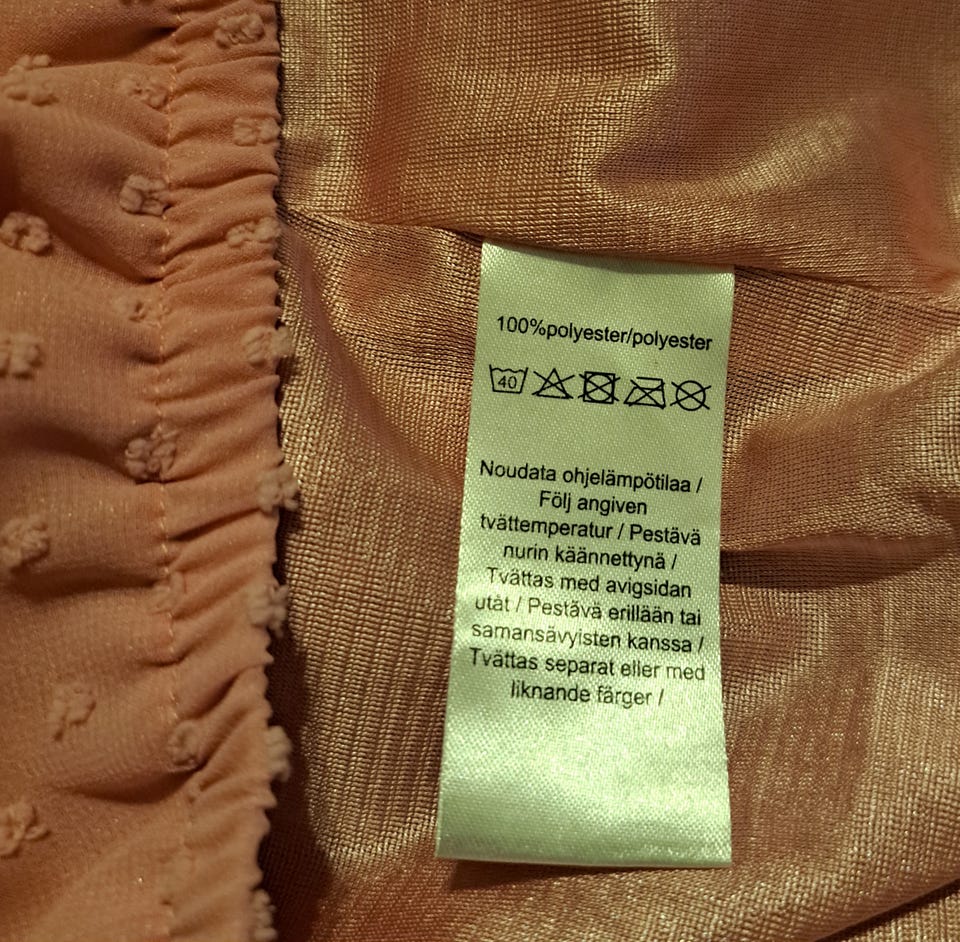 100%polyester/polyester
40
Noudata ohjelämpötilaa /
Följ angiven
tvättemperatur / Pestävä
nurin käännettynä /
Tvättas med avigsidan
utåt / Pestävä erillään tai
samansävyisten kanssa /
Tvättas separat eller med
liknande färger /